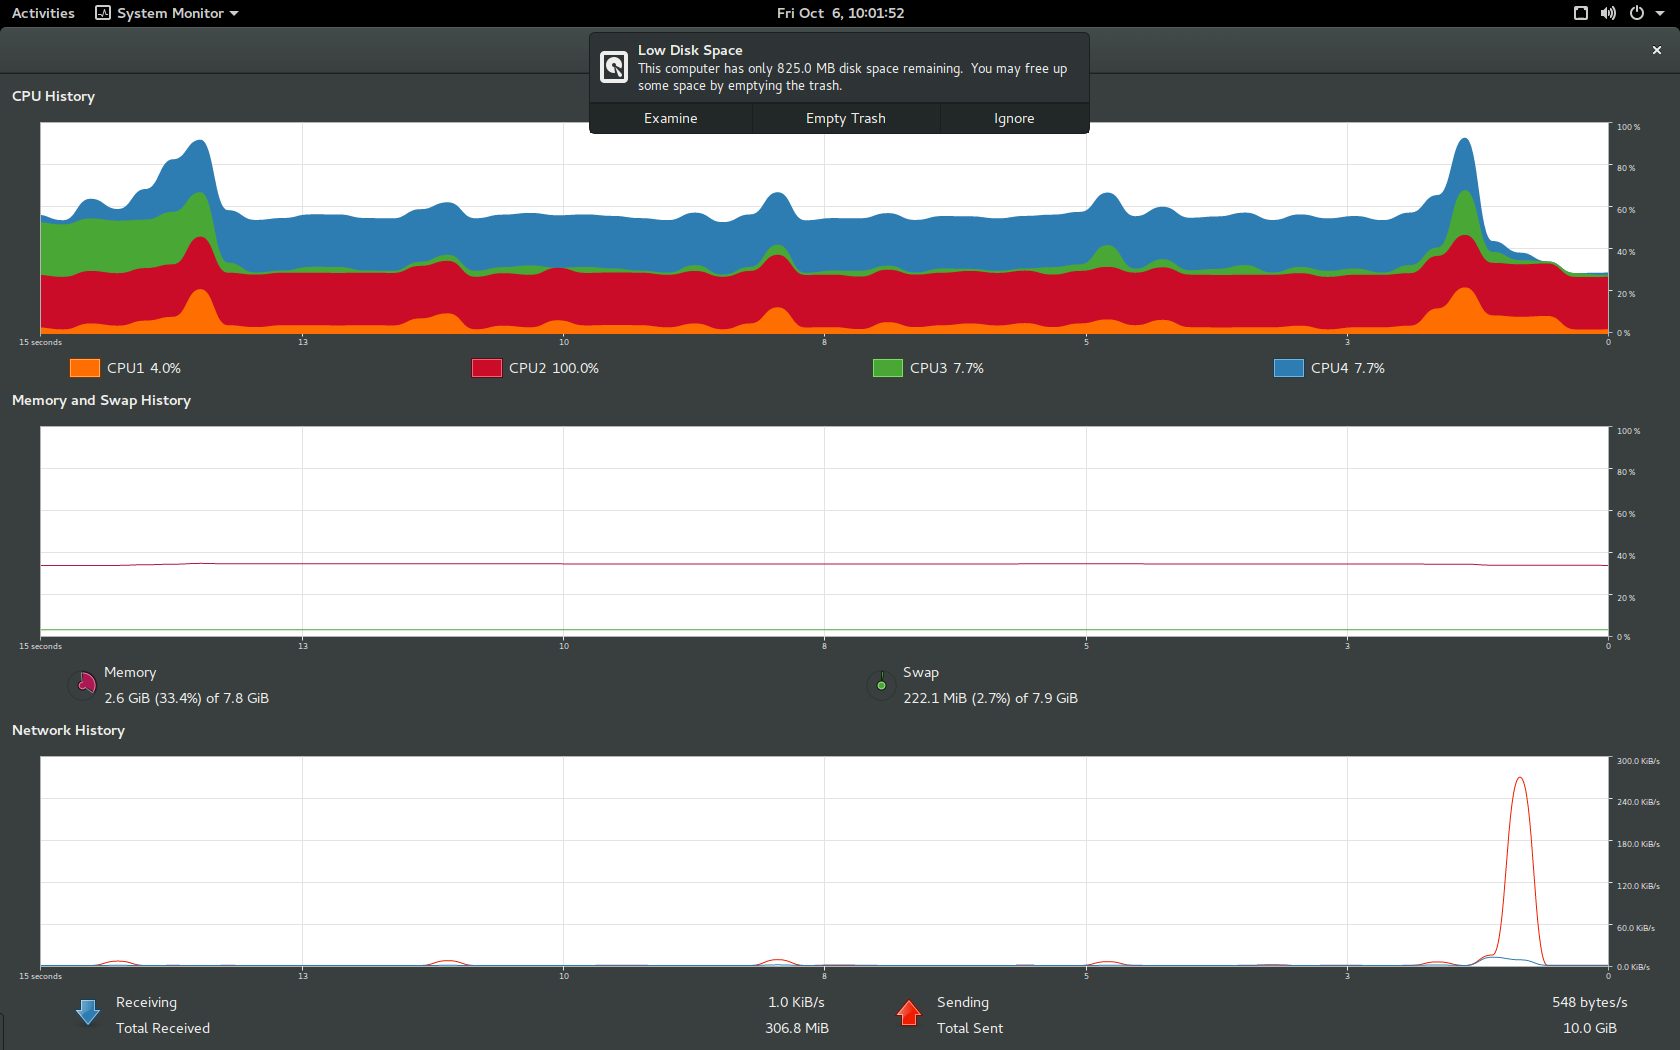 Activities
System Monitor
Fri Oct 6, 10:01:52
Low Disk Space
This computer has only 825.0 MB disk space remaining. You may free up
some space by emptying the trash.
Examine
Empty Trash
Ignore
CPU History
100 %
80 %
60 %
40 %
20 %
0 %
15 seconds 13 10 8 5 3 0
CPU1 4.0%
CPU2 100.0%
CPU3 7.7%
CPU4 7.7%
Memory and Swap History
100 %
80 %
60 %
40 %
20 %
0 %
15 seconds 13 10 8 5 3 0
Memory
2.6 GiB (33.4%) of 7.8 GiB
Swap
222.1 MiB (2.7%) of 7.9 GiB
Network History
300.0 KiB/s
240.0 KiB/s
180.0 KiB/s
120.0 KiB/s
60.0 KiB/s
0.0 KiB/s
15 seconds 13 10 8 5 3 0
Receiving 1.0 KiB/s
Total Received 306.8 MiB
Sending 548 bytes/s
Total Sent 10.0 GiB